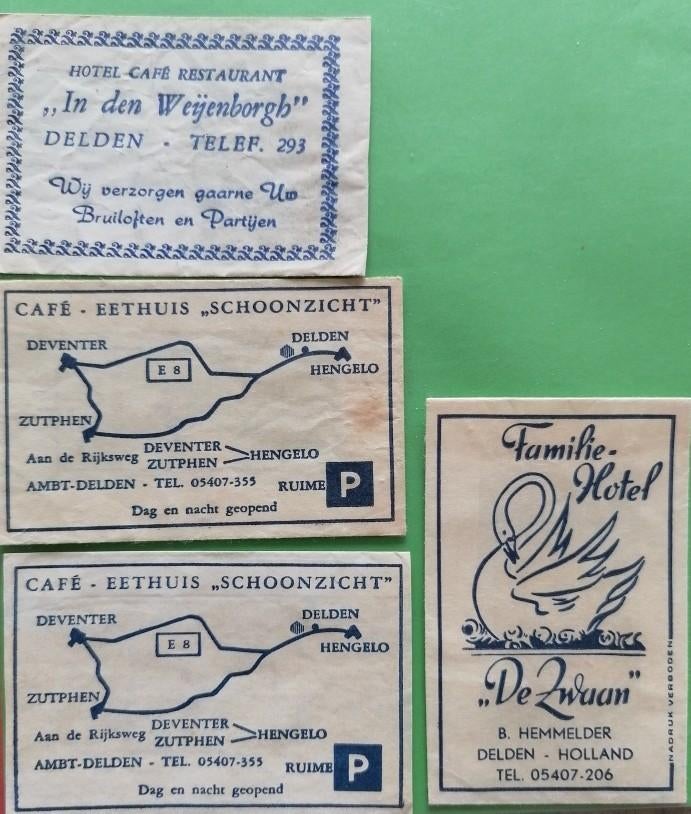 HOTEL CAFÉ RESTAURANT
„In den Weijenborgh”
DELDEN - TELEF. 293
Wij verzorgen gaarne Uw
Bruiloften en Partijen
CAFÉ - EETHUIS „SCHOONZICHT”
DELDEN
DEVENTER
E 8
HENGELO
ZUTPHEN
Aan de Rijksweg DEVENTER ZUTPHEN HENGELO
AMBT-DELDEN - TEL. 05407-355 RUIME P
Dag en nacht geopend
CAFÉ - EETHUIS „SCHOONZICHT”
DELDEN
DEVENTER
E 8
HENGELO
ZUTPHEN
Aan de Rijksweg DEVENTER ZUTPHEN HENGELO
AMBT-DELDEN - TEL. 05407-355 RUIME P
Dag en nacht geopend
Familie-
Hotel
„De Zwaan”
B. HEMMELDER
DELDEN - HOLLAND
TEL. 05407-206
NADRUK VERBODEN